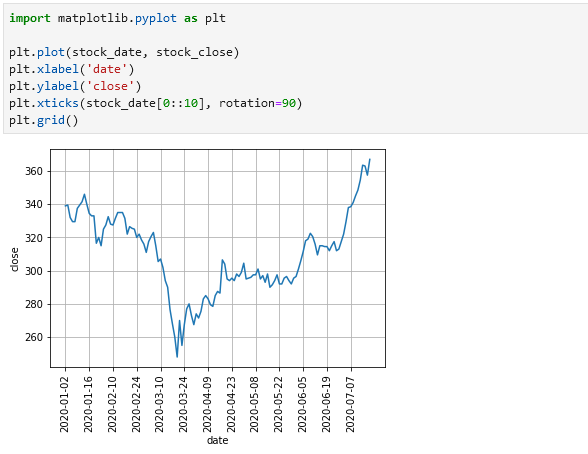 import matplotlib.pyplot as plt
plt.plot(stock_date, stock_close)
plt.xlabel('date')
plt.ylabel('close')
plt.xticks(stock_date[0::10], rotation=90)
plt.grid()
360
340
320
300
280
260
close
2020-01-02
2020-01-16
2020-02-10
2020-02-24
2020-03-10
2020-03-24
2020-04-09
2020-04-23
2020-05-08
2020-05-22
2020-06-05
2020-06-19
2020-07-07
date